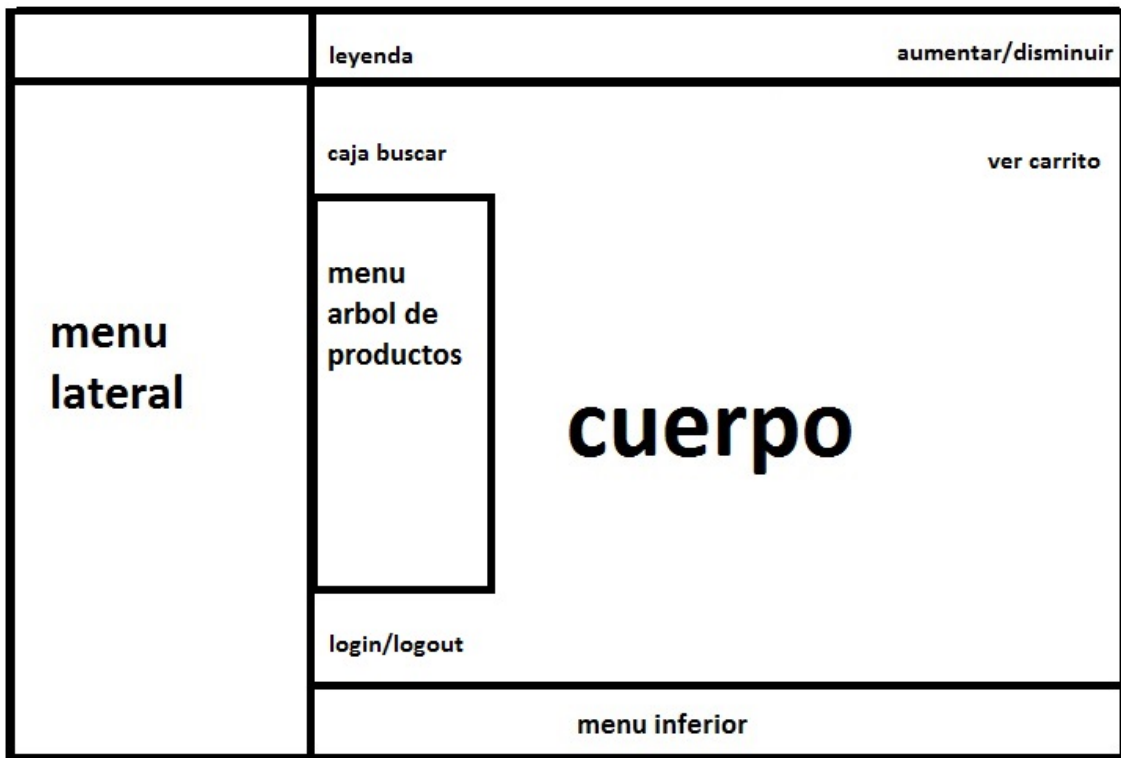 leyenda
aumentar/disminuir
caja buscar
ver carrito
menu
lateral
menu
arbol de
productos
cuerpo
login/logout
menu inferior